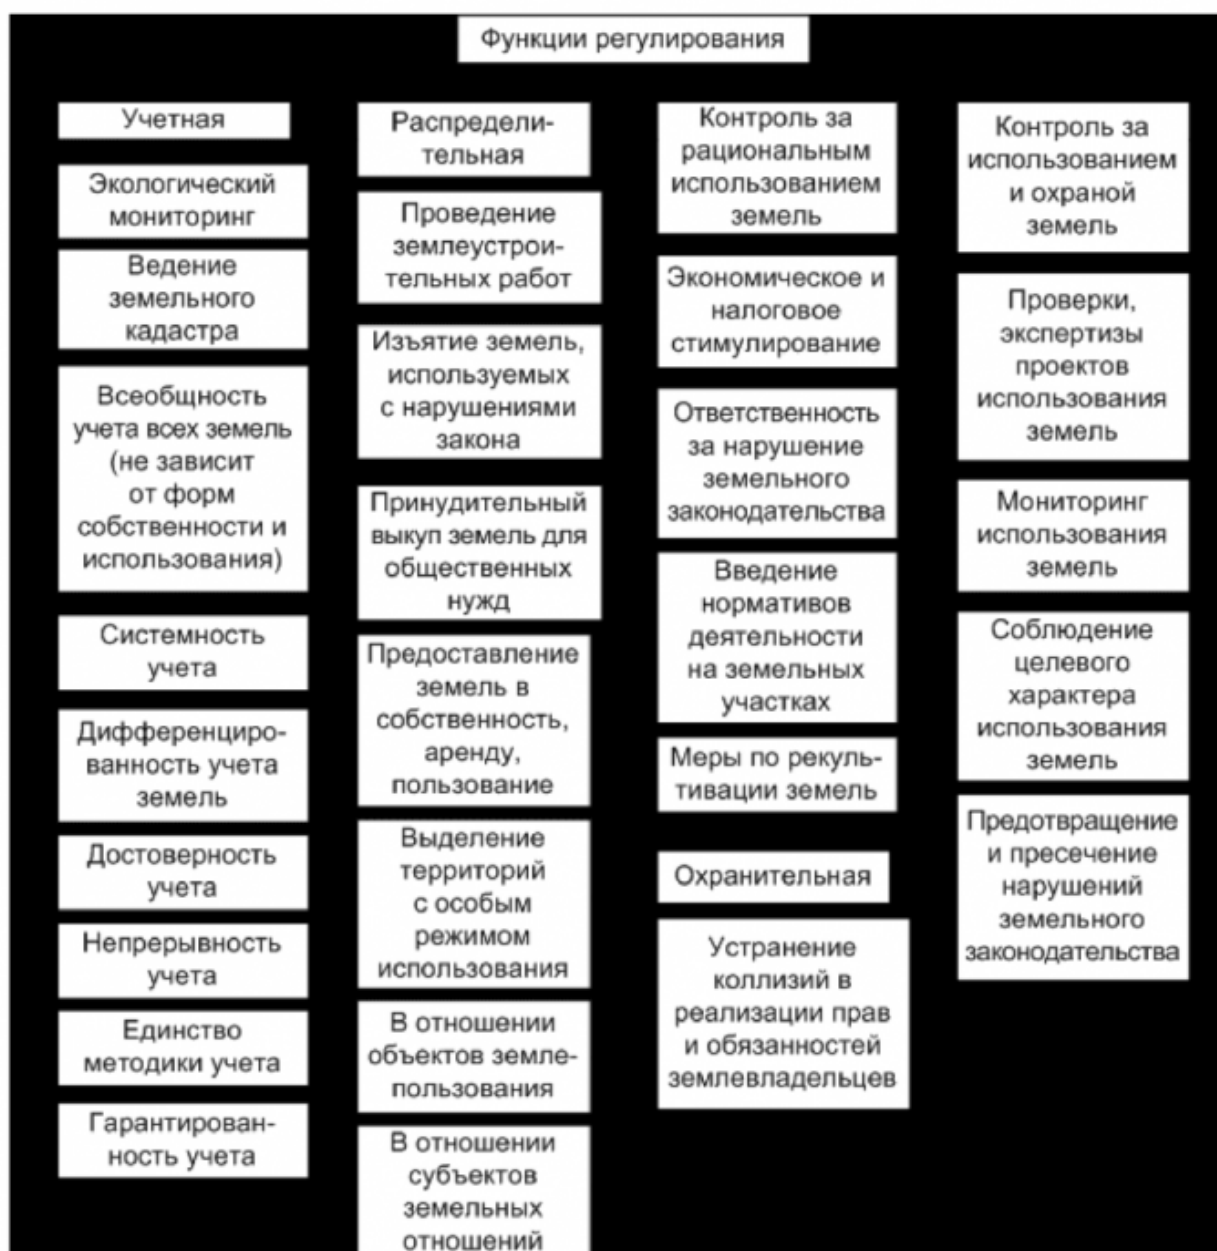 Функции регулирования
Учетная
Экологический
мониторинг
Ведение
земельного
кадастра
Всеобщность
учета всех земель
(не зависит
от форм
собственности и
использования)
Системность
учета
Дифференциро-
ванность учета
земель
Достоверность
учета
Непрерывность
учета
Единство
методики учета
Гарантирован-
ность учета
Распредели-
тельная
Проведение
землеустрои-
тельных работ
Изъятие земель,
используемых
с нарушениями
закона
Принудительный
выкуп земель для
общественных
нужд
Предоставление
земель в
собственность,
аренду,
пользование
Выделение
территорий
с особым
режимом
использования
В отношении
объектов земле-
пользования
В отношении
субъектов
земельных
отношений
Контроль за
рациональным
использованием
земель
Экономическое и
налоговое
стимулирование
Ответственность
за нарушение
земельного
законодательства
Введение
нормативов
деятельности
на земельных
участках
Меры по рекуль-
тивации земель
Охранительная
Устранение
коллизий в
реализации прав
и обязанностей
землевладельцев
Контроль за
использованием
и охраной
земель
Проверки,
экспертизы
проектов
использования
земель
Мониторинг
использования
земель
Соблюдение
целевого
характера
использования
земель
Предотвращение
и пресечение
нарушений
земельного
законодательства